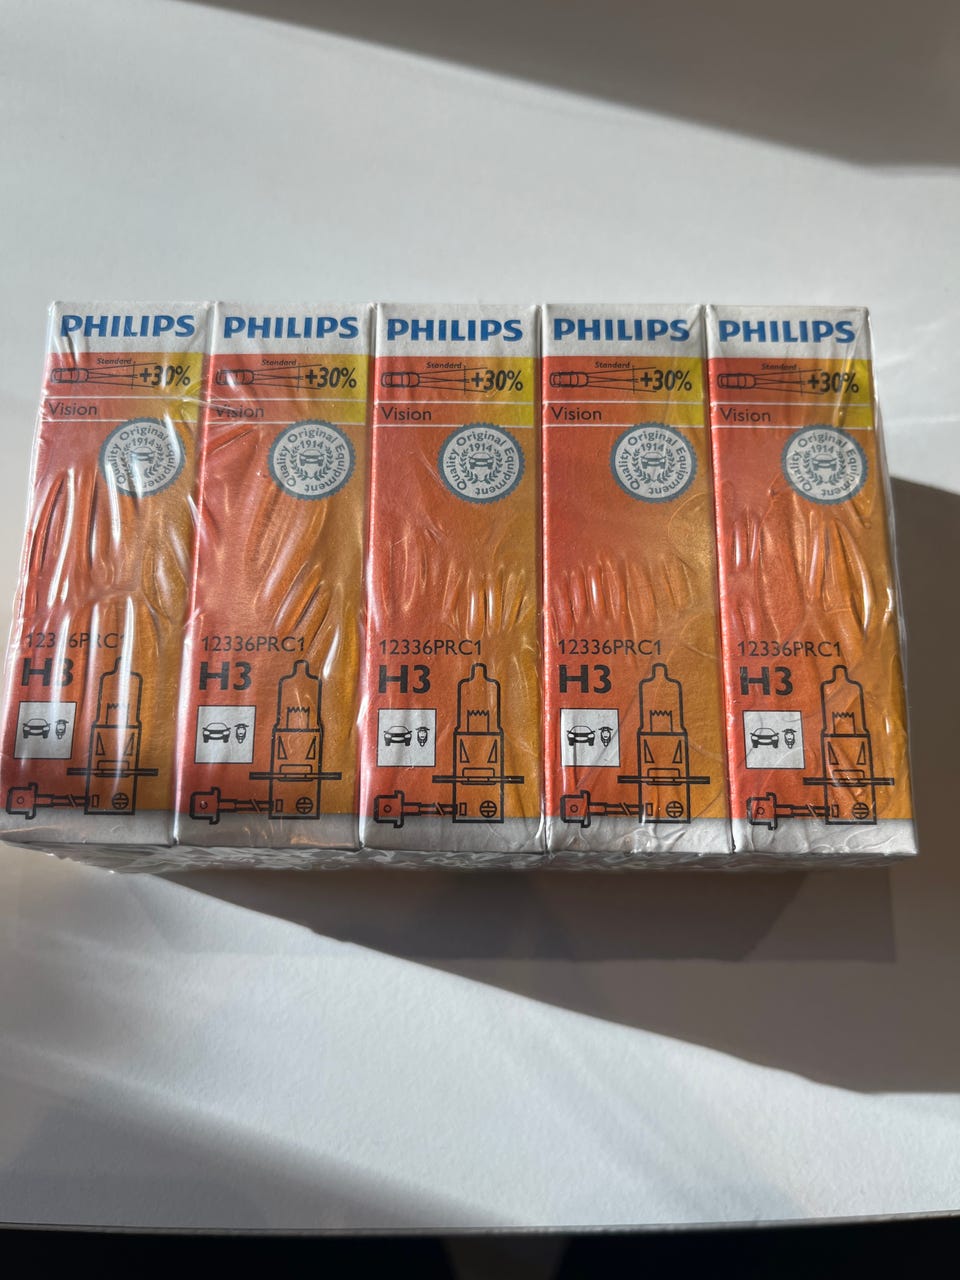 PHILIPS
Standard
+30%
Vision
Quality Original Equipment
1914
12336PRC1
H3
PHILIPS
Standard
+30%
Vision
Quality Original Equipment
1914
12336PRC1
H3
PHILIPS
Standard
+30%
Vision
Quality Original Equipment
1914
12336PRC1
H3
PHILIPS
Standard
+30%
Vision
Quality Original Equipment
1914
12336PRC1
H3
PHILIPS
Standard
+30%
Vision
Quality Original Equipment
1914
12336PRC1
H3